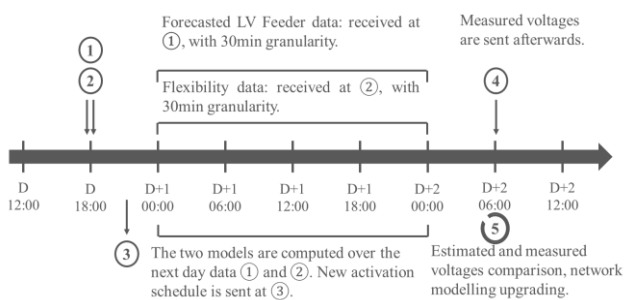 Forecasted LV Feeder data: received at
①, with 30min granularity.
Measured voltages
are sent afterwards.
①
②
④
Flexibility data: received at ②, with
30min granularity.
D D D+1 D+1 D+1 D+1 D+2 D+2 D+2
12:00 18:00 00:00 06:00 12:00 18:00 00:00 06:00 12:00
③
⑤
The two models are computed over the
next day data ① and ②. New activation
schedule is sent at ③.
Estimated and measured
voltages comparison, network
modelling upgrading.